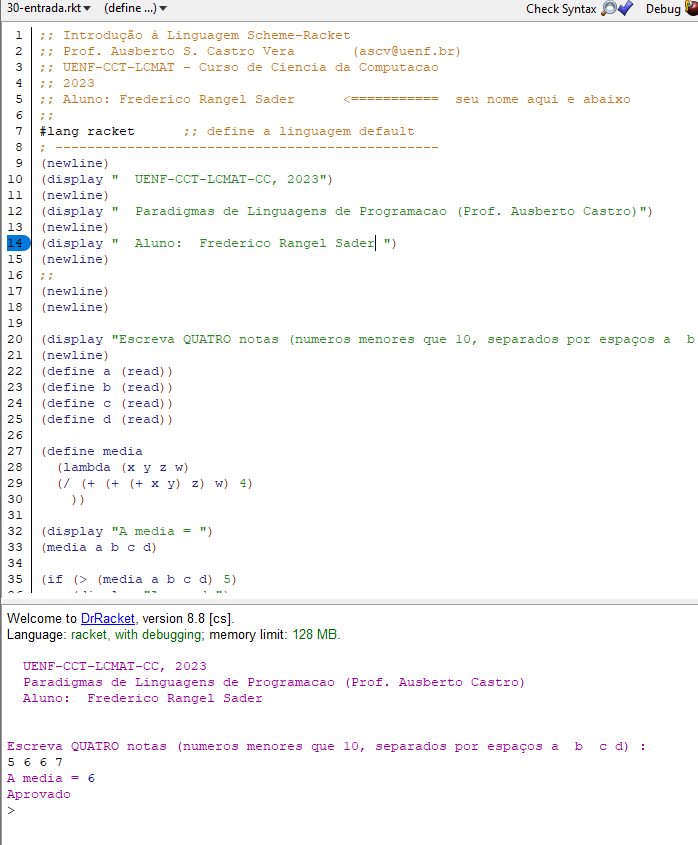 30-entrada.rkt▾ (define ...)▾ Check Syntax Debug
1 ;; Introdução à Linguagem Scheme-Racket
2 ;; Prof. Ausberto S. Castro Vera (ascv@uenf.br)
3 ;; UENF-CCT-LCMAT - Curso de Ciencia da Computacao
4 ;; 2023
5 ;; Aluno: Frederico Rangel Sader <=========== seu nome aqui e abaixo
6 ;;
7 #lang racket ;; define a linguagem default
8 ; ------------------------------------------------
9 (newline)
10 (display "  UENF-CCT-LCMAT-CC, 2023")
11 (newline)
12 (display "  Paradigmas de Linguagens de Programacao (Prof. Ausberto Castro)")
13 (newline)
14 (display "  Aluno:  Frederico Rangel Sader ")
15 (newline)
16 ;;
17 (newline)
18 (newline)
19
20 (display "Escreva QUATRO notas (numeros menores que 10, separados por espaços a  b
21 (newline)
22 (define a (read))
23 (define b (read))
24 (define c (read))
25 (define d (read))
26
27 (define media
28 (lambda (x y z w)
29 (/ (+ (+ (+ x y) z) w) 4)
30 ))
31
32 (display "A media = ")
33 (media a b c d)
34
35 (if (> (media a b c d) 5)
Welcome to DrRacket, version 8.8 [cs].
Language: racket, with debugging; memory limit: 128 MB.
UENF-CCT-LCMAT-CC, 2023
Paradigmas de Linguagens de Programacao (Prof. Ausberto Castro)
Aluno:  Frederico Rangel Sader
Escreva QUATRO notas (numeros menores que 10, separados por espaços a  b  c d) :
5 6 6 7
A media = 6
Aprovado
>